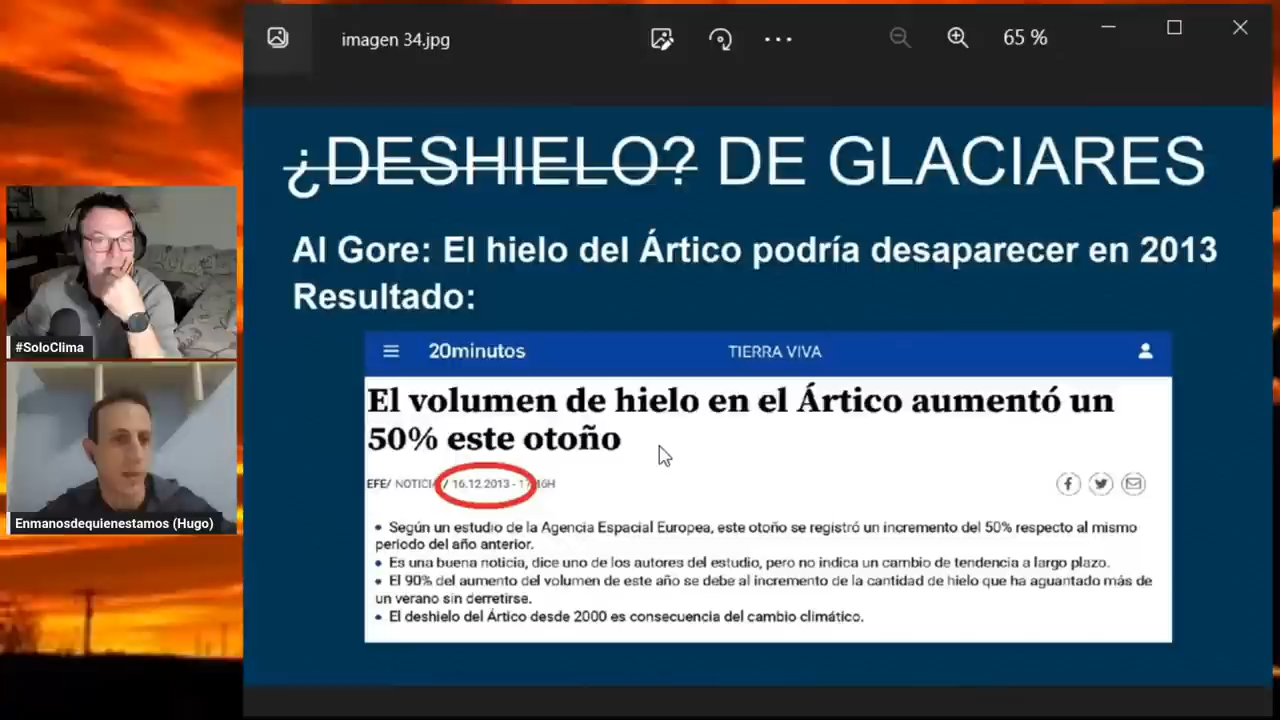 imagen 34.jpg
65 %
¿DESHIELO? DE GLACIARES
Al Gore: El hielo del Ártico podría desaparecer en 2013
Resultado:
20minutos
TIERRA VIVA
El volumen de hielo en el Ártico aumentó un
50% este otoño
EFE/ NOTICIA / 16.12.2013 - 17:46H
• Según un estudio de la Agencia Espacial Europea, este otoño se registró un incremento del 50% respecto al mismo
periodo del año anterior.
• Es una buena noticia, dice uno de los autores del estudio, pero no indica un cambio de tendencia a largo plazo.
• El 90% del aumento del volumen de este año se debe al incremento de la cantidad de hielo que ha aguantado más de
un verano sin derretirse.
• El deshielo del Ártico desde 2000 es consecuencia del cambio climático.
#SoloClima
Enmanosdequienestamos (Hugo)